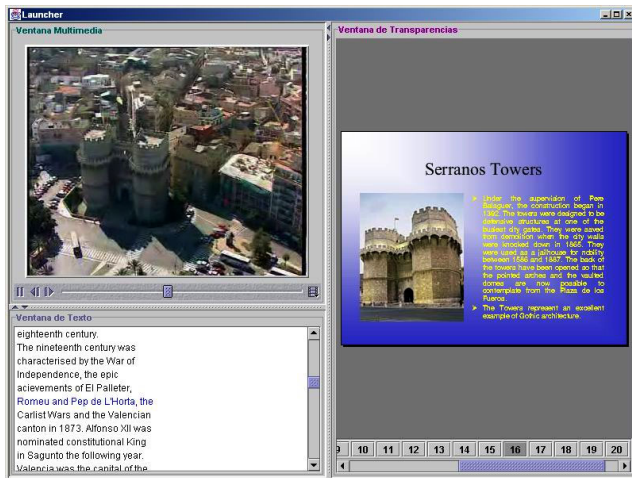 Launcher
Ventana Multimedia
Ventana de Texto
eighteenth century.
The nineteenth century was
characterised by the War of
Independence, the epic
acievements of El Palleter,
Romeu and Pep de L'Horta, the
Carlist Wars and the Valencian
canton in 1873. Alfonso XII was
nominated constitutional King
in Sagunto the following year.
Valencia was the capital of the
Ventana de Transparencias
Serranos Towers
Under the supervision of Pere
Balaguer, the construction began in
1392. The towers were designed to be
defensive structures at one of the
busiest city gates. They were saved
from demolition when the city walls
were knocked down in 1865. They
were used as a jailhouse for nobility
between 1586 and 1887. The back of
the towers have been opened so that
the pointed arches and the vaulted
domes are now possible to
contemplate from the Plaza de los
Fueros.
The Towers represent an excellent
example of Gothic architecture.
9 10 11 12 13 14 15 16 17 18 19 20